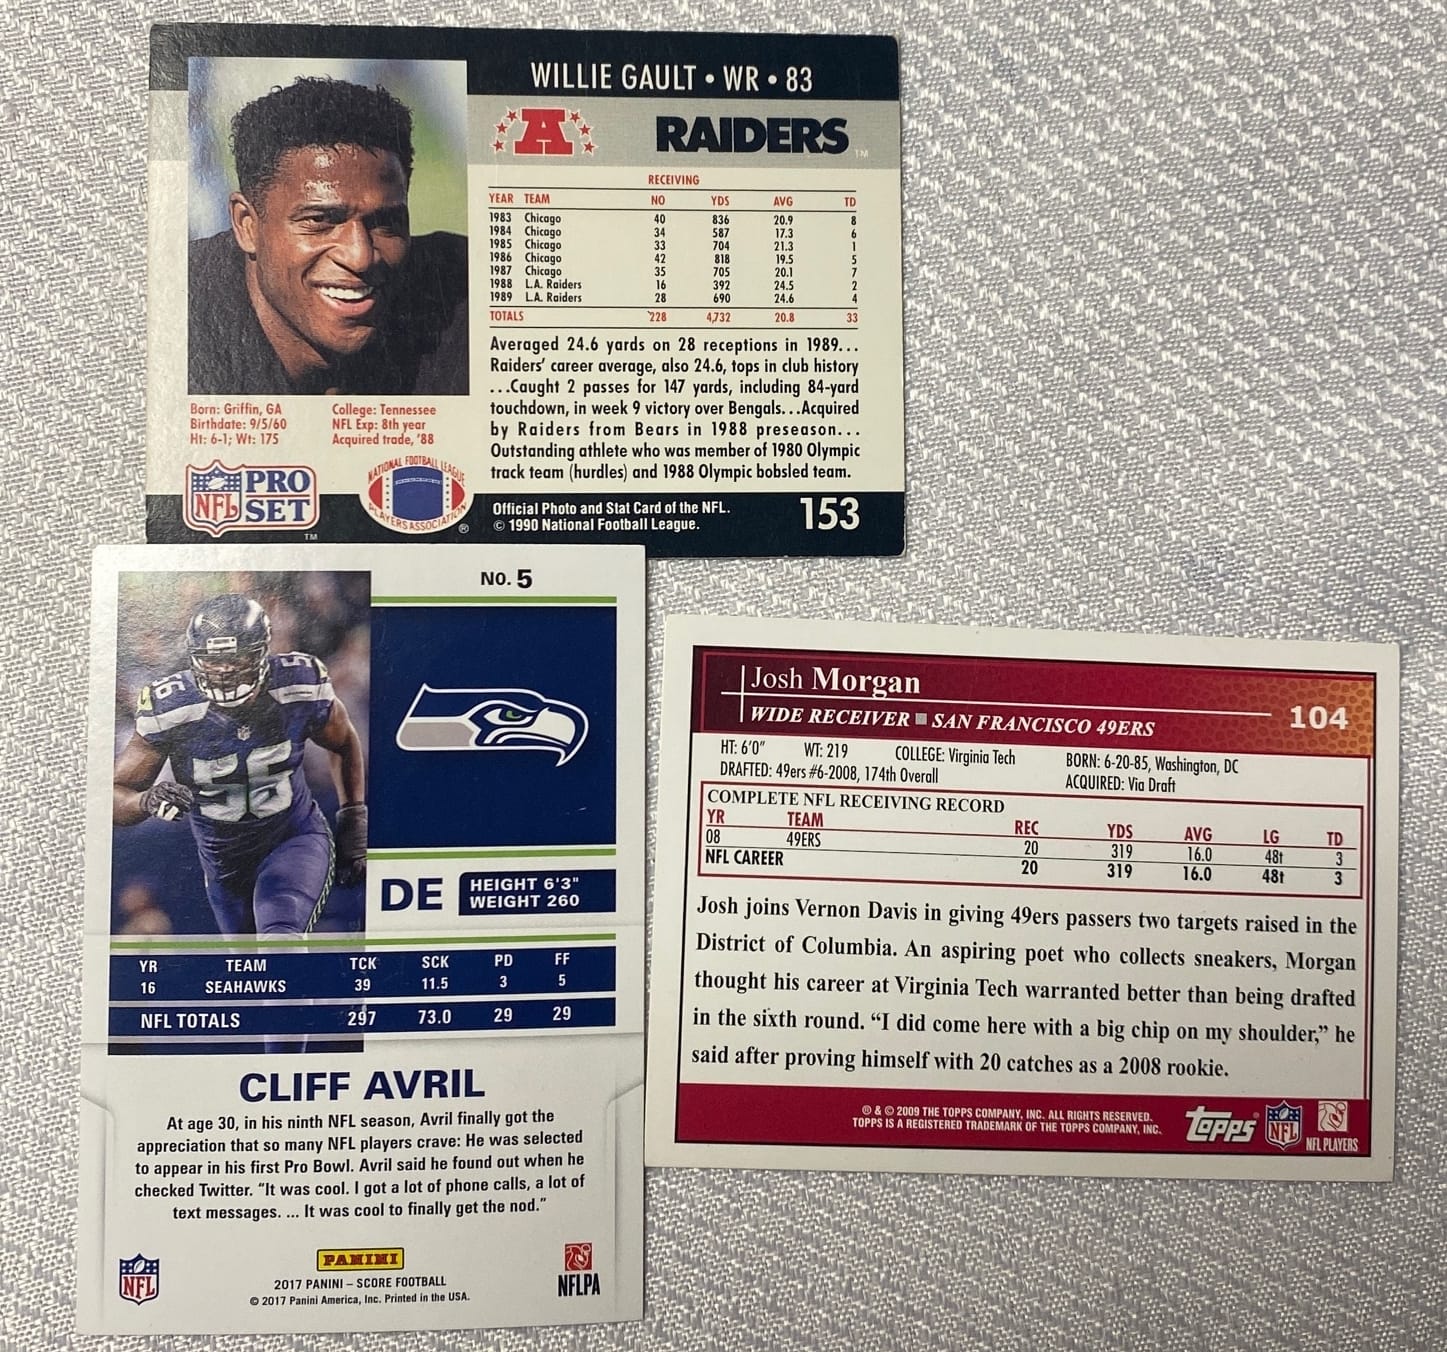 WILLIE GAULT • WR • 83
A
RAIDERS™
RECEIVING
YEAR TEAM NO YDS AVG TD
1983 Chicago 40 836 20.9 8
1984 Chicago 34 587 17.3 6
1985 Chicago 33 704 21.3 1
1986 Chicago 42 818 19.5 5
1987 Chicago 35 705 20.1 7
1988 L.A. Raiders 16 392 24.5 2
1989 L.A. Raiders 28 690 24.6 4
TOTALS 228 4,732 20.8 33
Averaged 24.6 yards on 28 receptions in 1989...
Raiders' career average, also 24.6, tops in club history
...Caught 2 passes for 147 yards, including 84-yard
touchdown, in week 9 victory over Bengals...Acquired
by Raiders from Bears in 1988 preseason...
Outstanding athlete who was member of 1980 Olympic
track team (hurdles) and 1988 Olympic bobsled team.
Born: Griffin, GA
Birthdate: 9/5/60
Ht: 6-1; Wt: 175
College: Tennessee
NFL Exp: 8th year
Acquired trade, '88
NFL PRO SET™
NATIONAL FOOTBALL LEAGUE
PLAYERS ASSOCIATION ®
Official Photo and Stat Card of the NFL.
© 1990 National Football League.
153
NO. 5
56
56
56
DE
HEIGHT 6'3"
WEIGHT 260
YR TEAM TCK SCK PD FF
16 SEAHAWKS 39 11.5 3 5
NFL TOTALS 297 73.0 29 29
CLIFF AVRIL
At age 30, in his ninth NFL season, Avril finally got the
appreciation that so many NFL players crave: He was selected
to appear in his first Pro Bowl. Avril said he found out when he
checked Twitter. "It was cool. I got a lot of phone calls, a lot of
text messages. ... It was cool to finally get the nod."
NFL
PANINI
2017 PANINI – SCORE FOOTBALL
© 2017 Panini America, Inc. Printed in the USA.
NFLPA
Josh Morgan
WIDE RECEIVER ■ SAN FRANCISCO 49ERS
104
HT: 6'0" WT: 219 COLLEGE: Virginia Tech BORN: 6-20-85, Washington, DC
DRAFTED: 49ers #6-2008, 174th Overall ACQUIRED: Via Draft
COMPLETE NFL RECEIVING RECORD
YR TEAM REC YDS AVG LG TD
08 49ERS 20 319 16.0 48t 3
NFL CAREER 20 319 16.0 48t 3
Josh joins Vernon Davis in giving 49ers passers two targets raised in the
District of Columbia. An aspiring poet who collects sneakers, Morgan
thought his career at Virginia Tech warranted better than being drafted
in the sixth round. "I did come here with a big chip on my shoulder," he
said after proving himself with 20 catches as a 2008 rookie.
® & © 2009 THE TOPPS COMPANY, INC. ALL RIGHTS RESERVED.
TOPPS IS A REGISTERED TRADEMARK OF THE TOPPS COMPANY, INC.
Topps®
NFL
NFL PLAYERS